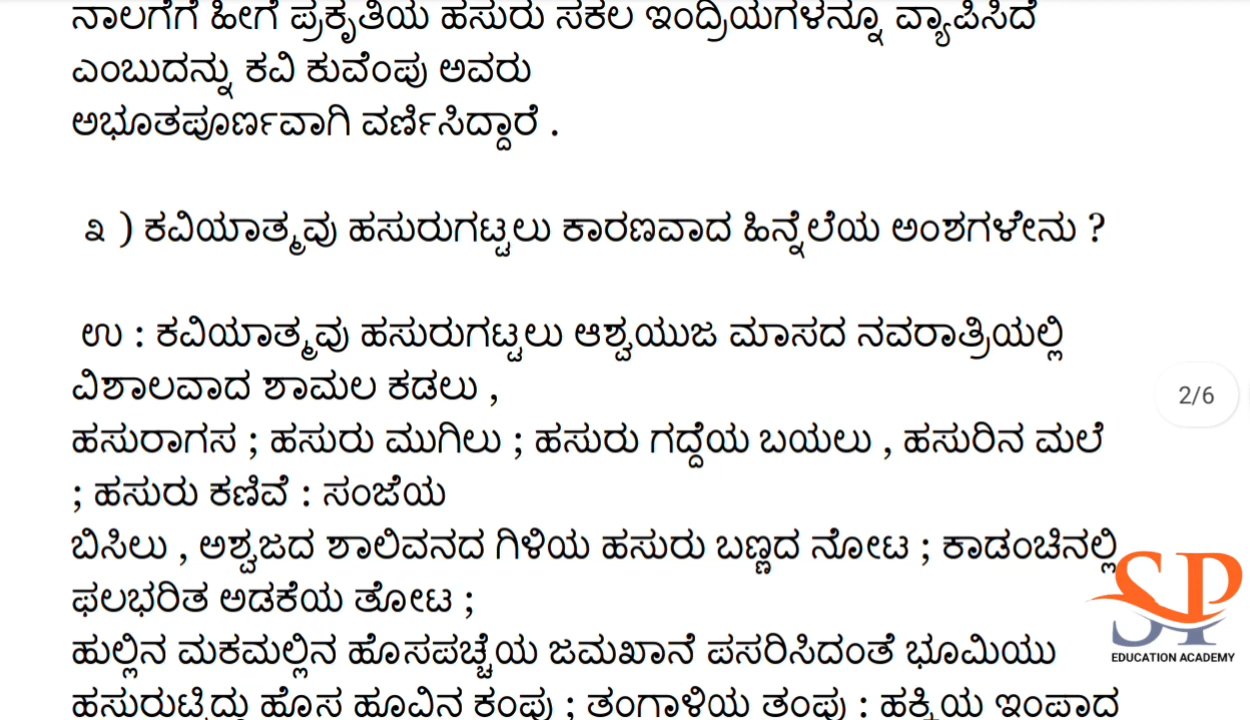 ನಾಲಗೆಗೆ ಹೀಗೆ ಪ್ರಕೃತಿಯ ಹಸುರು ಸಕಲ ಇಂದ್ರಿಯಗಳನ್ನೂ ವ್ಯಾಪಿಸಿದೆ
ಎಂಬುದನ್ನು ಕವಿ ಕುವೆಂಪು ಅವರು
ಅಭೂತಪೂರ್ಣವಾಗಿ ವರ್ಣಿಸಿದ್ದಾರೆ .
೩ ) ಕವಿಯಾತ್ಮವು ಹಸುರುಗಟ್ಟಲು ಕಾರಣವಾದ ಹಿನ್ನೆಲೆಯ ಅಂಶಗಳೇನು ?
ಉ : ಕವಿಯಾತ್ಮವು ಹಸುರುಗಟ್ಟಲು ಆಶ್ವಯುಜ ಮಾಸದ ನವರಾತ್ರಿಯಲ್ಲಿ
ವಿಶಾಲವಾದ ಶಾಮಲ ಕಡಲು ,
ಹಸುರಾಗಸ ; ಹಸುರು ಮುಗಿಲು ; ಹಸುರು ಗದ್ದೆಯ ಬಯಲು , ಹಸುರಿನ ಮಲೆ
; ಹಸುರು ಕಣಿವೆ : ಸಂಜೆಯ
ಬಿಸಿಲು , ಅಶ್ವಜದ ಶಾಲಿವನದ ಗಿಳಿಯ ಹಸುರು ಬಣ್ಣದ ನೋಟ ; ಕಾಡಂಚಿನಲ್ಲಿ
ಫಲಭರಿತ ಅಡಕೆಯ ತೋಟ ;
ಹುಲ್ಲಿನ ಮಕಮಲ್ಲಿನ ಹೊಸಪಚ್ಚೆಯ ಜಮಖಾನೆ ಪಸರಿಸಿದಂತೆ ಭೂಮಿಯು
ಹಸುರುಟ್ಟಿದ್ದು ಹೊಸ ಹೂವಿನ ಕಂಪು ; ತಂಗಾಳಿಯ ತಂಪು : ಹಕ್ಕಿಯ ಇಂಪಾದ
2/6
SP
EDUCATION ACADEMY